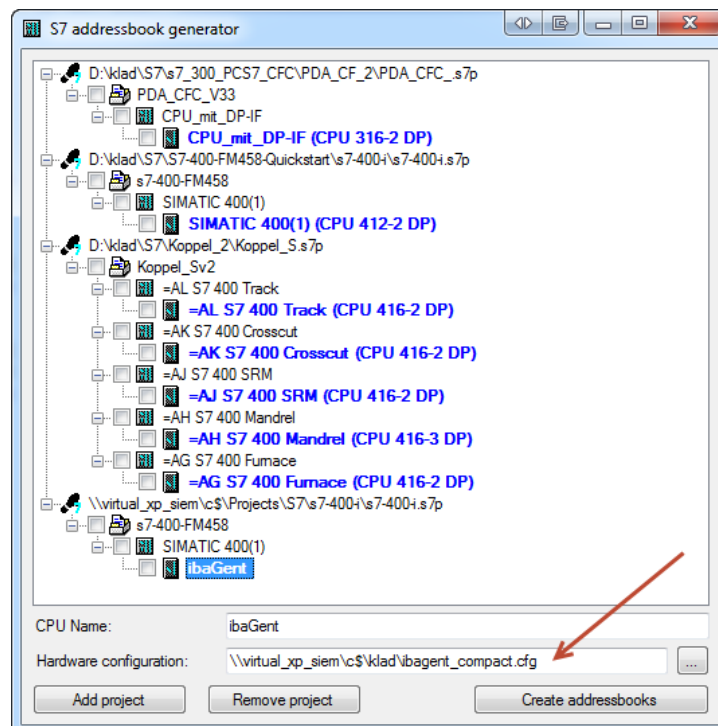 S7 addressbook generator
D:\klad\S7\s7_300_PCS7_CFC\PDA_CF_2\PDA_CFC_.s7p
PDA_CFC_V33
CPU_mit_DP-IF
CPU_mit_DP-IF (CPU 316-2 DP)
D:\klad\S7\S7-400-FM458-Quickstart\s7-400-i\s7-400-i.s7p
s7-400-FM458
SIMATIC 400(1)
SIMATIC 400(1) (CPU 412-2 DP)
D:\klad\S7\Koppel_2\Koppel_S.s7p
Koppel_Sv2
=AL S7 400 Track
=AL S7 400 Track (CPU 416-2 DP)
=AK S7 400 Crosscut
=AK S7 400 Crosscut (CPU 416-2 DP)
=AJ S7 400 SRM
=AJ S7 400 SRM (CPU 416-2 DP)
=AH S7 400 Mandrel
=AH S7 400 Mandrel (CPU 416-3 DP)
=AG S7 400 Furnace
=AG S7 400 Furnace (CPU 416-2 DP)
\\virtual_xp_siem\c$\Projects\S7\s7-400-i\s7-400-i.s7p
s7-400-FM458
SIMATIC 400(1)
ibaGent
CPU Name: ibaGent
Hardware configuration: \\virtual_xp_siem\c$\klad\ibagent_compact.cfg ...
Add project Remove project Create addressbooks